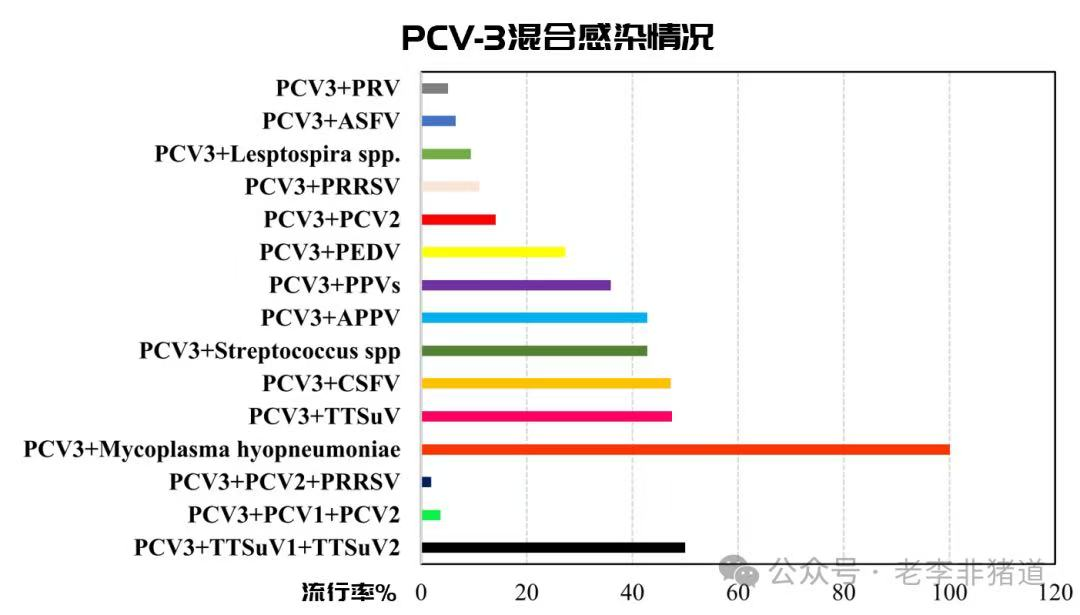 PCV-3混合感染情况
PCV3+PRV
PCV3+ASFV
PCV3+Lesptospira spp.
PCV3+PRRSV
PCV3+PCV2
PCV3+PEDV
PCV3+PPVs
PCV3+APPV
PCV3+Streptococcus spp
PCV3+CSFV
PCV3+TTSuV
PCV3+Mycoplasma hyopneumoniae
PCV3+PCV2+PRRSV
PCV3+PCV1+PCV2
PCV3+TTSuV1+TTSuV2
公众号 · 老李非猪道
流行率% 0 20 40 60 80 100 120